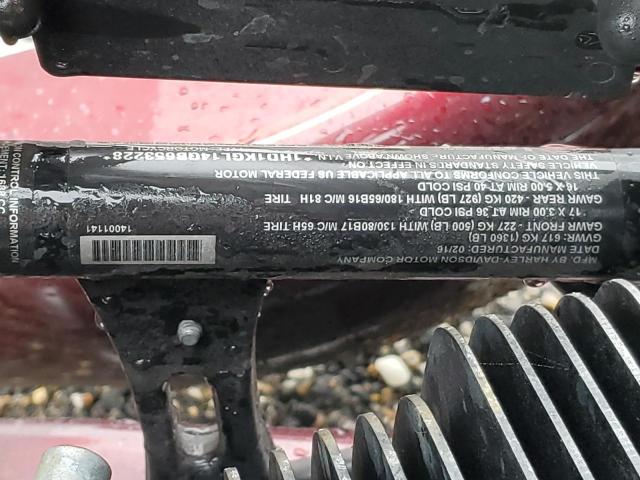 MFD. BY HARLEY-DAVIDSON MOTOR COMPANY
DATE MANUFACTURED: 02/16
GVWR: 617 KG (1360 LB)
GAWR FRONT - 227 KG (500 LB) WITH 130/80B17 M/C 65H TIRE
- 17 X 3.00 RIM AT 36 PSI COLD
GAWR REAR - 420 KG (927 LB) WITH 180/65B16 M/C 81H TIRE
16 X 5.00 RIM AT 40 PSI COLD
THIS VEHICLE CONFORMS TO ALL APPLICABLE US FEDERAL MOTOR
VEHICLE SAFETY STANDARDS IN EFFECT ON
THE DATE OF MANUFACTURE SHOWN ABOVE V.I.N.
*1HD1KGL14GB653228*
14001141
CONTROL INFORMATION